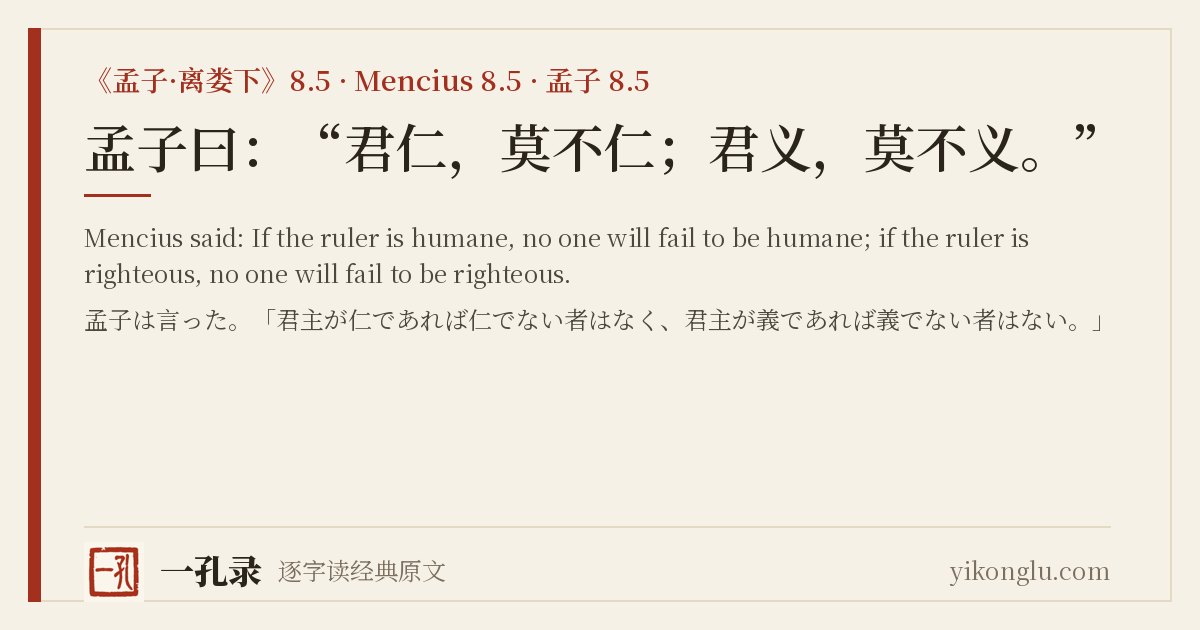 《孟子·离娄下》8.5 · Mencius 8.5 · 孟子 8.5
孟子曰：“君仁，莫不仁；君义，莫不义。”
Mencius said: If the ruler is humane, no one will fail to be humane; if the ruler is
righteous, no one will fail to be righteous.
孟子は言った。「君主が仁であれば仁でない者はなく、君主が義であれば義でない者はない。」
一孔
一孔录 逐字读经典原文
yikonglu.com